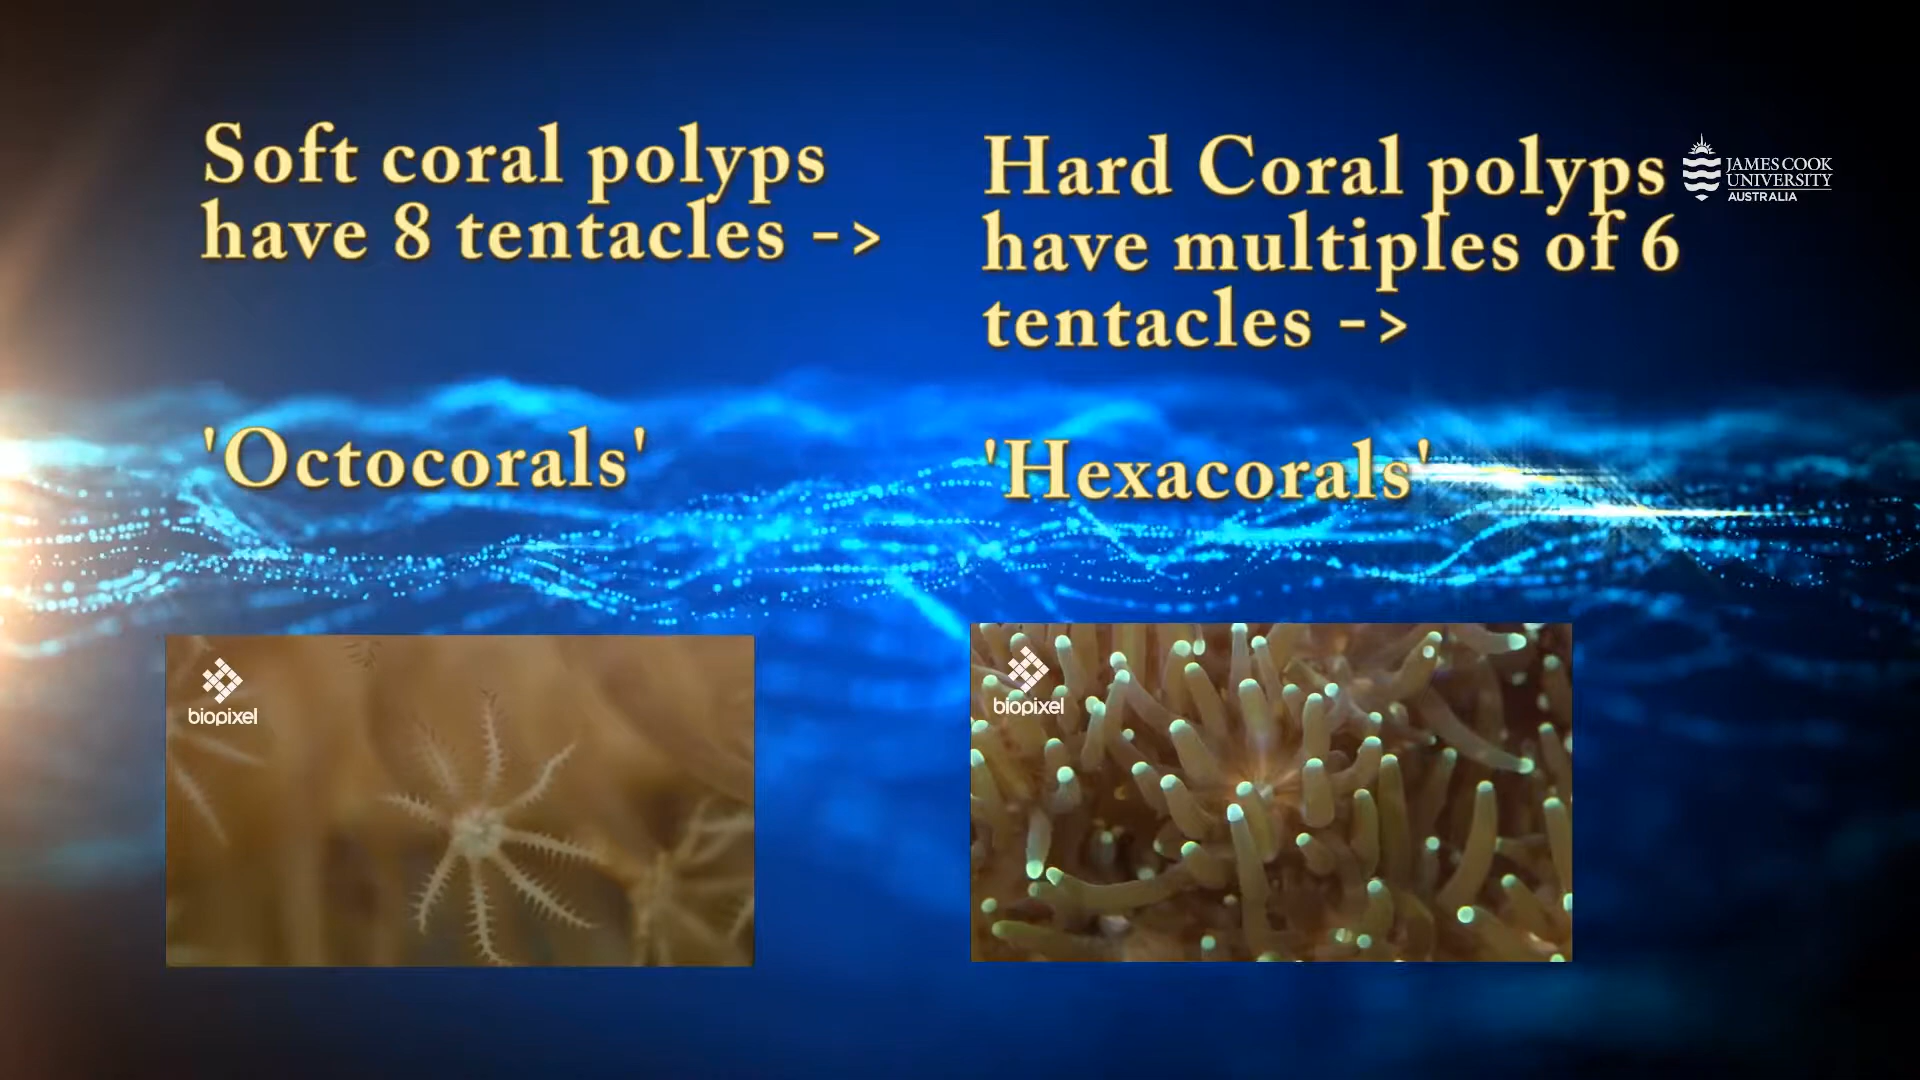 Soft coral polyps
have 8 tentacles ->
'Octocorals'
Hard Coral polyps
have multiples of 6
tentacles ->
'Hexacorals'
JAMES COOK
UNIVERSITY
AUSTRALIA
biopixel
biopixel